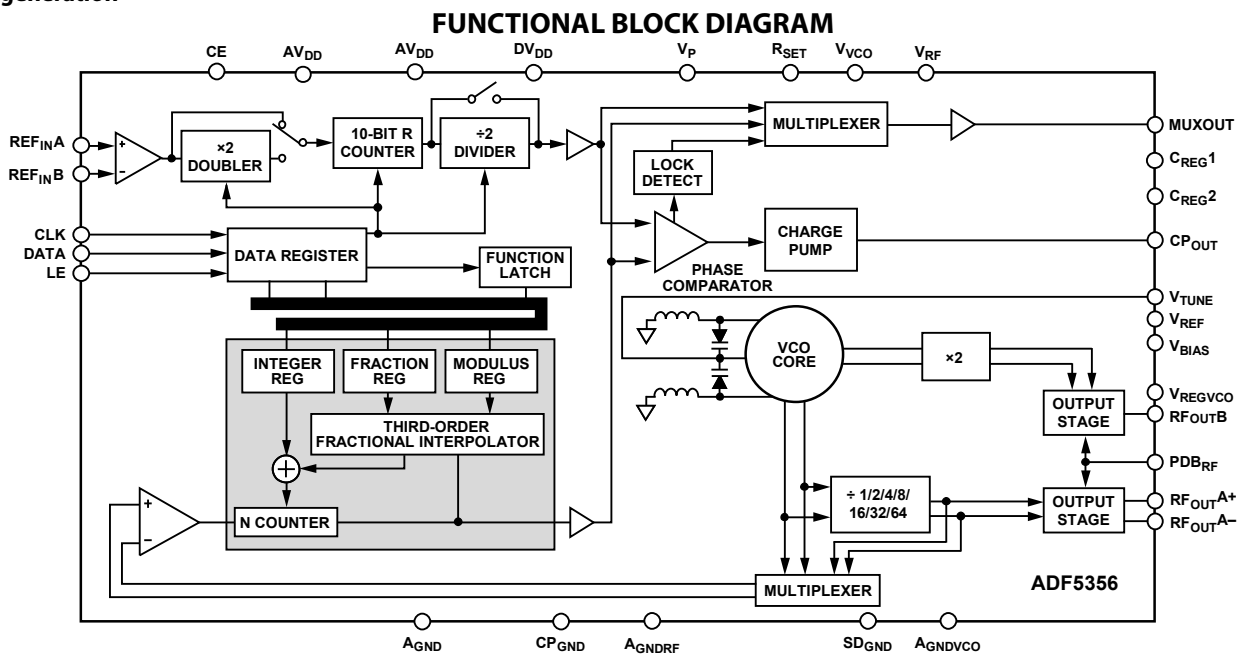 generation
FUNCTIONAL BLOCK DIAGRAM
CE
AVDD
AVDD
DVDD
VP
RSET
VVCO
VRF
REFINA
REFINB
+
–
×2
DOUBLER
10-BIT R
COUNTER
÷2
DIVIDER
MULTIPLEXER
MUXOUT
LOCK
DETECT
CREG1
CREG2
CLK
DATA
LE
DATA REGISTER
FUNCTION
LATCH
PHASE
COMPARATOR
CHARGE
PUMP
CPOUT
VTUNE
VREF
VBIAS
INTEGER
REG
FRACTION
REG
MODULUS
REG
VCO
CORE
×2
VREGVCO
OUTPUT
STAGE
RFOUTB
THIRD-ORDER
FRACTIONAL INTERPOLATOR
+
PDBRF
÷ 1/2/4/8/
16/32/64
OUTPUT
STAGE
RFOUTA+
RFOUTA–
+
–
N COUNTER
MULTIPLEXER
ADF5356
AGND
CPGND
AGNDRF
SDGND
AGNDVCO